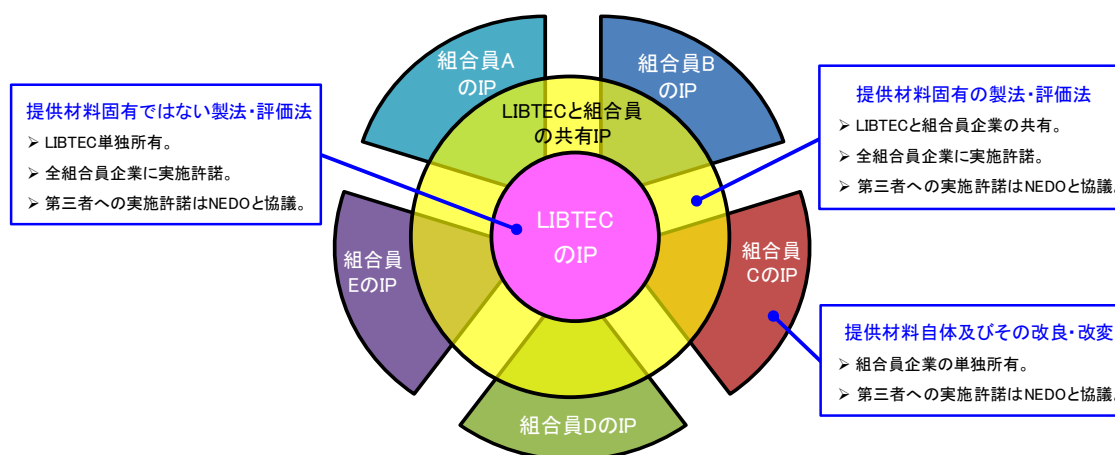 組合員A
のIP
組合員B
のIP
提供材料固有ではない製法・評価法
➢ LIBTEC単独所有。
➢ 全組合員企業に実施許諾。
➢ 第三者への実施許諾はNEDOと協議。
LIBTECと組合員
の共有IP
提供材料固有の製法・評価法
➢ LIBTECと組合員企業の共有。
➢ 全組合員企業に実施許諾。
➢ 第三者への実施許諾はNEDOと協議。
LIBTEC
のIP
組合員
EのIP
組合員
CのIP
提供材料自体及びその改良・改変
➢ 組合員企業の単独所有。
➢ 第三者への実施許諾はNEDOと協議。
組合員DのIP